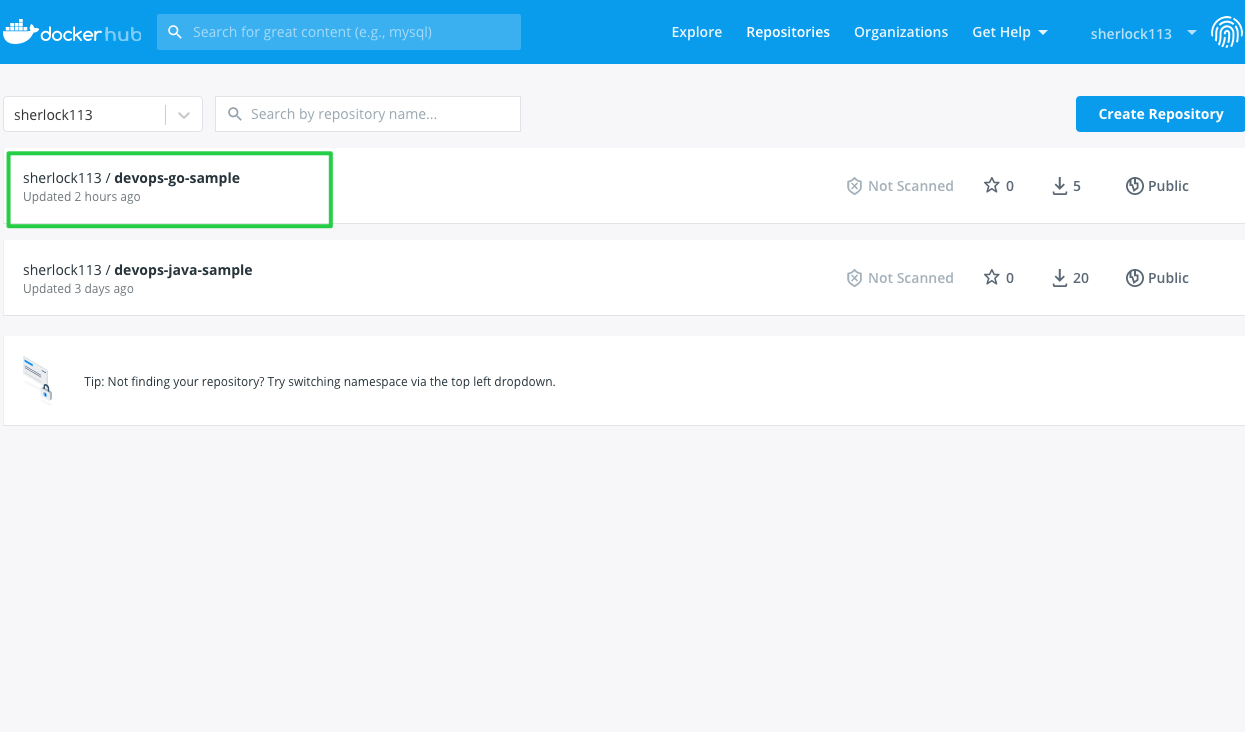 docker hub
Search for great content (e.g., mysql)
Explore
Repositories
Organizations
Get Help
sherlock113
sherlock113
Search by repository name...
Create Repository
sherlock113 / devops-go-sample
Updated 2 hours ago
Not Scanned
0
5
Public
sherlock113 / devops-java-sample
Updated 3 days ago
Not Scanned
0
20
Public
Tip: Not finding your repository? Try switching namespace via the top left dropdown.